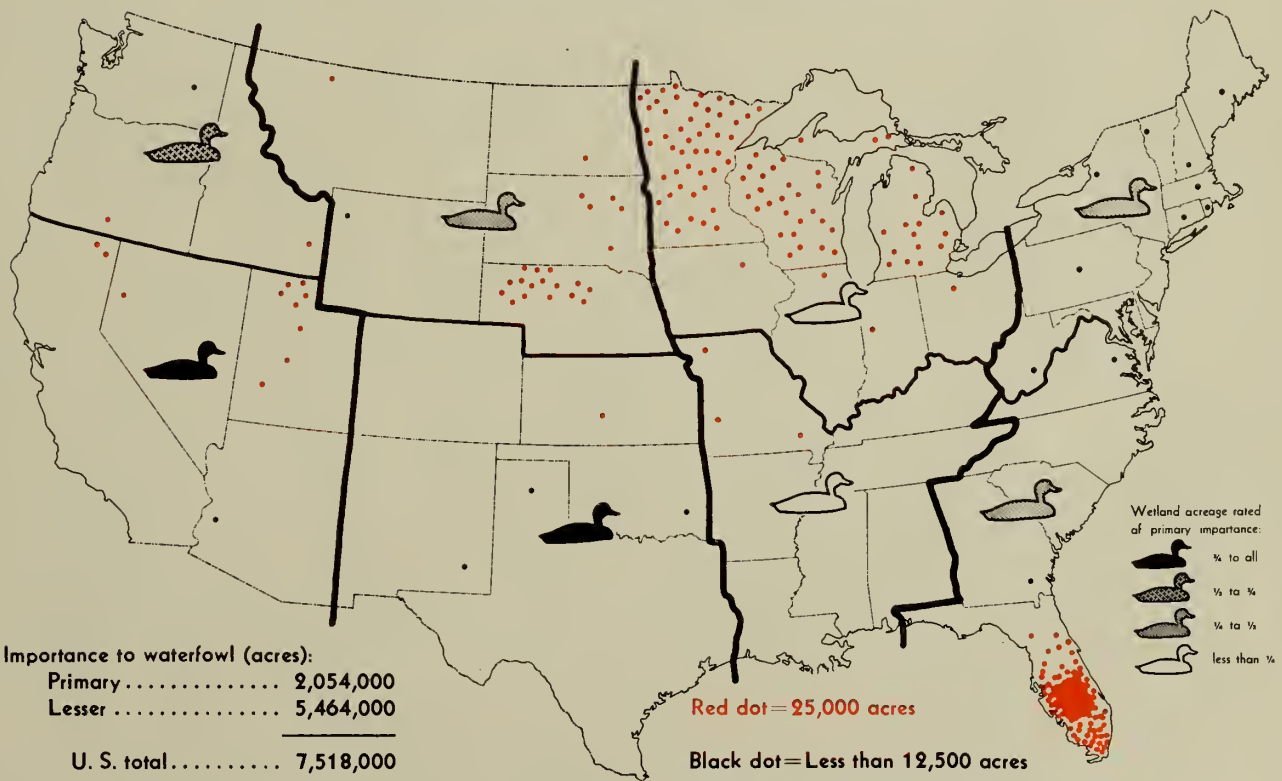 Wetland acreage rated
of primary importance:
¾ to all
½ to ¾
¼ to ½
less than ¼
Importance to waterfowl (acres):
Primary.............. 2,054,000
Lesser ............... 5,464,000
U. S. total.......... 7,518,000
Red dot=25,000 acres
Black dot=Less than 12,500 acres